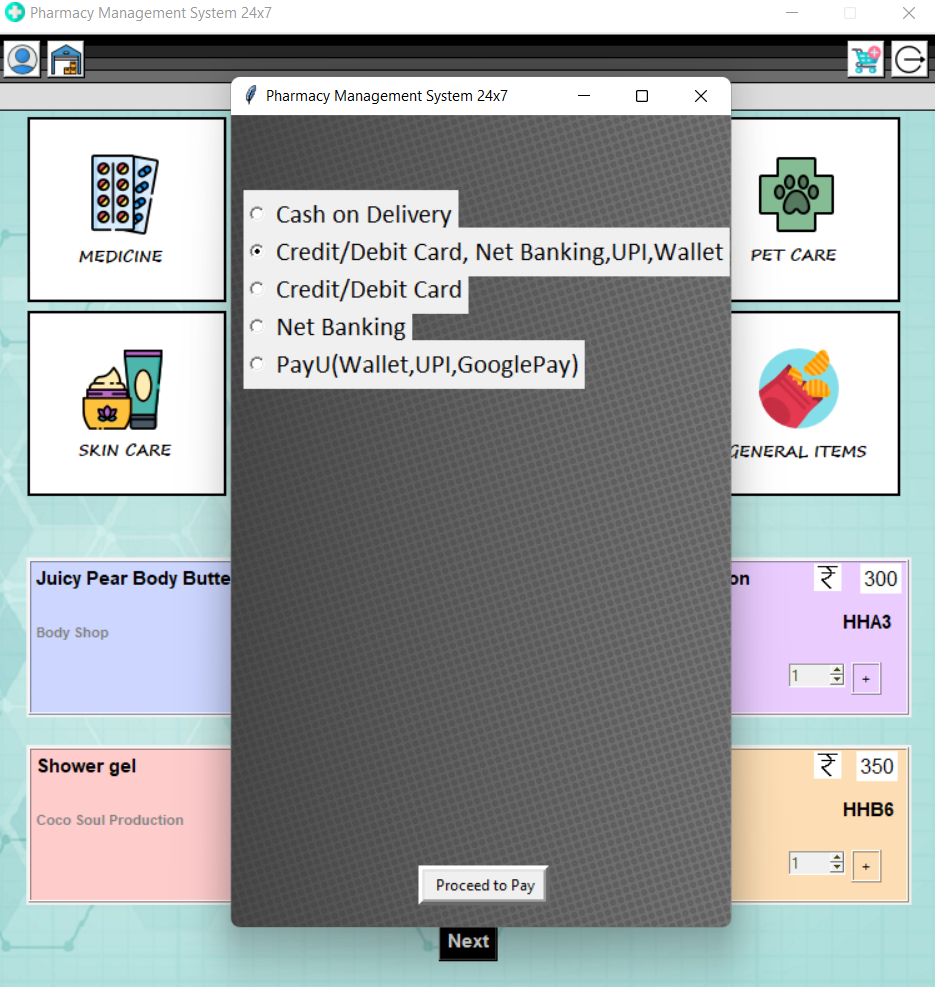 Pharmacy Management System 24x7
Pharmacy Management System 24x7
Cash on Delivery
Credit/Debit Card, Net Banking,UPI,Wallet
Credit/Debit Card
Net Banking
PayU(Wallet,UPI,GooglePay)
MEDICINE
PET CARE
SKIN CARE
GENERAL ITEMS
Juicy Pear Body Butte
Body Shop
on
₹ 300
HHA3
1 +
Shower gel
Coco Soul Production
₹ 350
HHB6
1 +
Proceed to Pay
Next